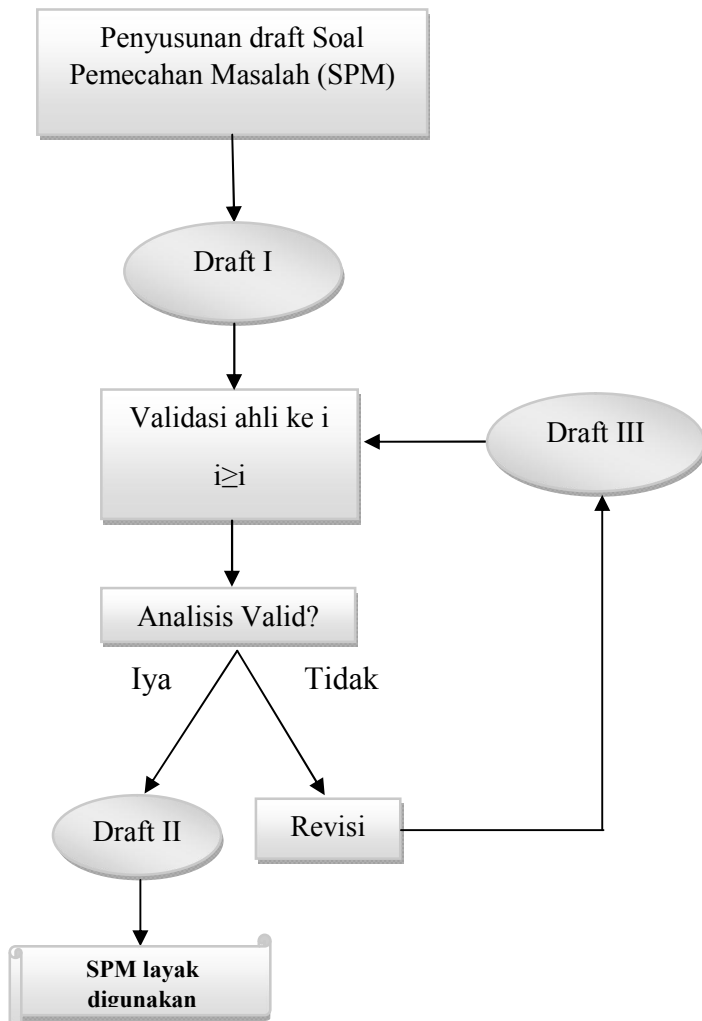 Penyusunan draft Soal
Pemecahan Masalah (SPM)
Draft I
Validasi ahli ke i
i≥i
Draft III
Analisis Valid?
Iya
Tidak
Draft II
Revisi
SPM layak
digunakan